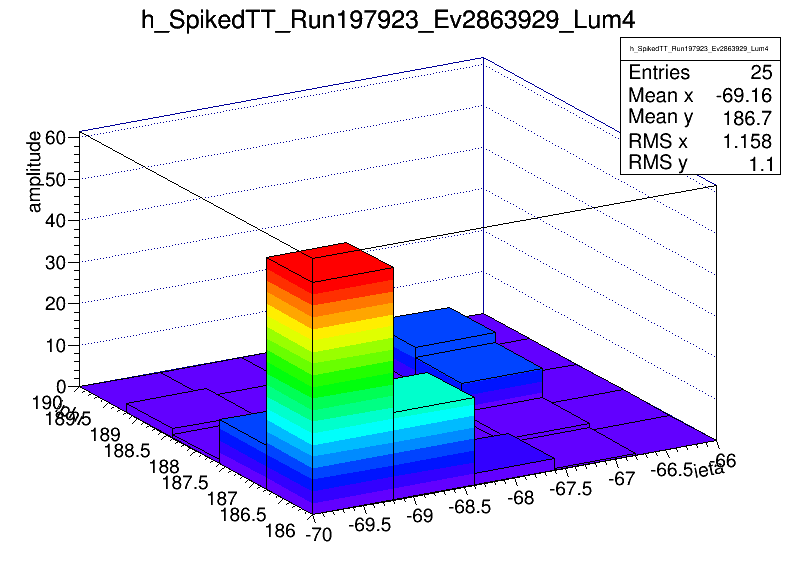 h_SpikedTT_Run197923_Ev2863929_Lum4
h_SpikedTT_Run197923_Ev2863929_Lum4
Entries 25
Mean x -69.16
Mean y 186.7
RMS x 1.158
RMS y 1.1
amplitude
60
50
40
30
20
10
0
190
189.5
189
188.5
188
187.5
187
186.5
186
-70
-69.5
-69
-68.5
-68
-67.5
-67
-66.5
-66
ieta